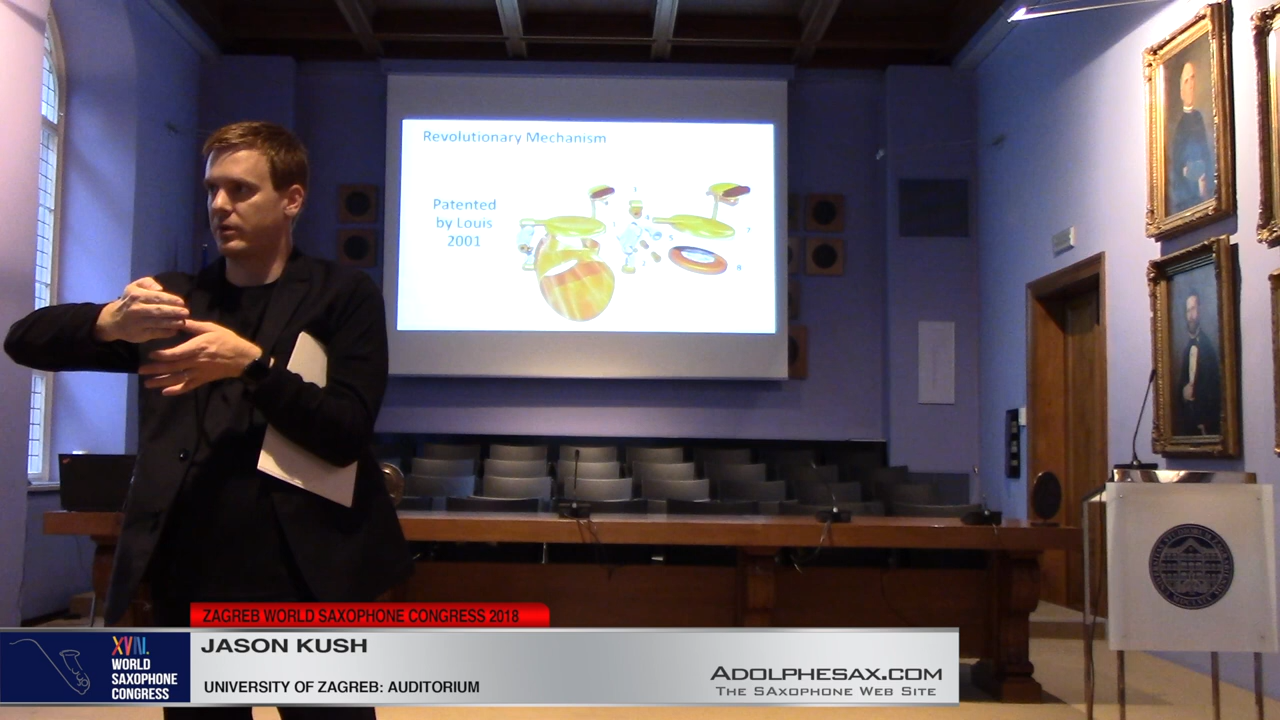 Revolutionary Mechanism
Patented
by Louis
2001
ZAGREB WORLD SAXOPHONE CONGRESS 2018
JASON KUSH
UNIVERSITY OF ZAGREB: AUDITORIUM
ADOLPHESAX.COM
THE SAXOPHONE WEB SITE
XVIII.
WORLD
SAXOPHONE
CONGRESS